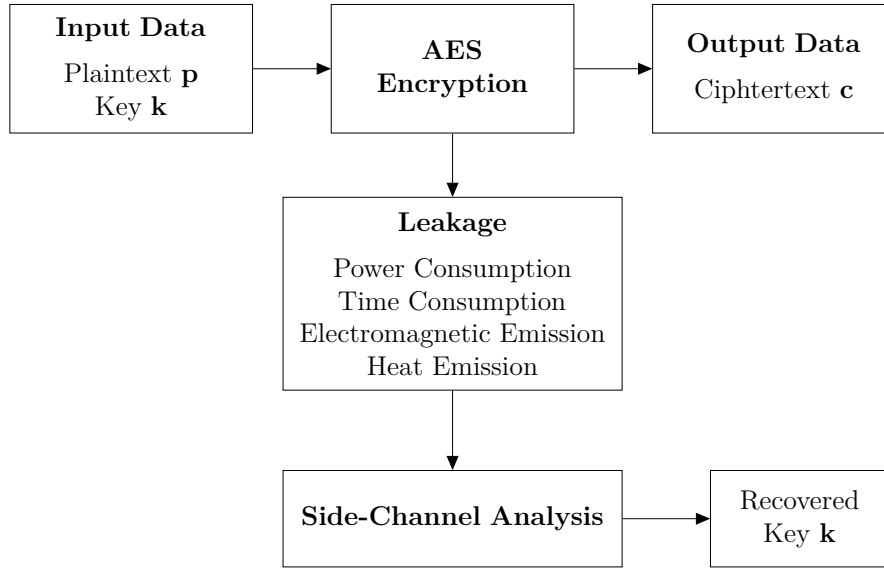 Input Data
Plaintext p
Key k
AES
Encryption
Output Data
Ciphtertext c
Leakage
Power Consumption
Time Consumption
Electromagnetic Emission
Heat Emission
Side-Channel Analysis
Recovered
Key k